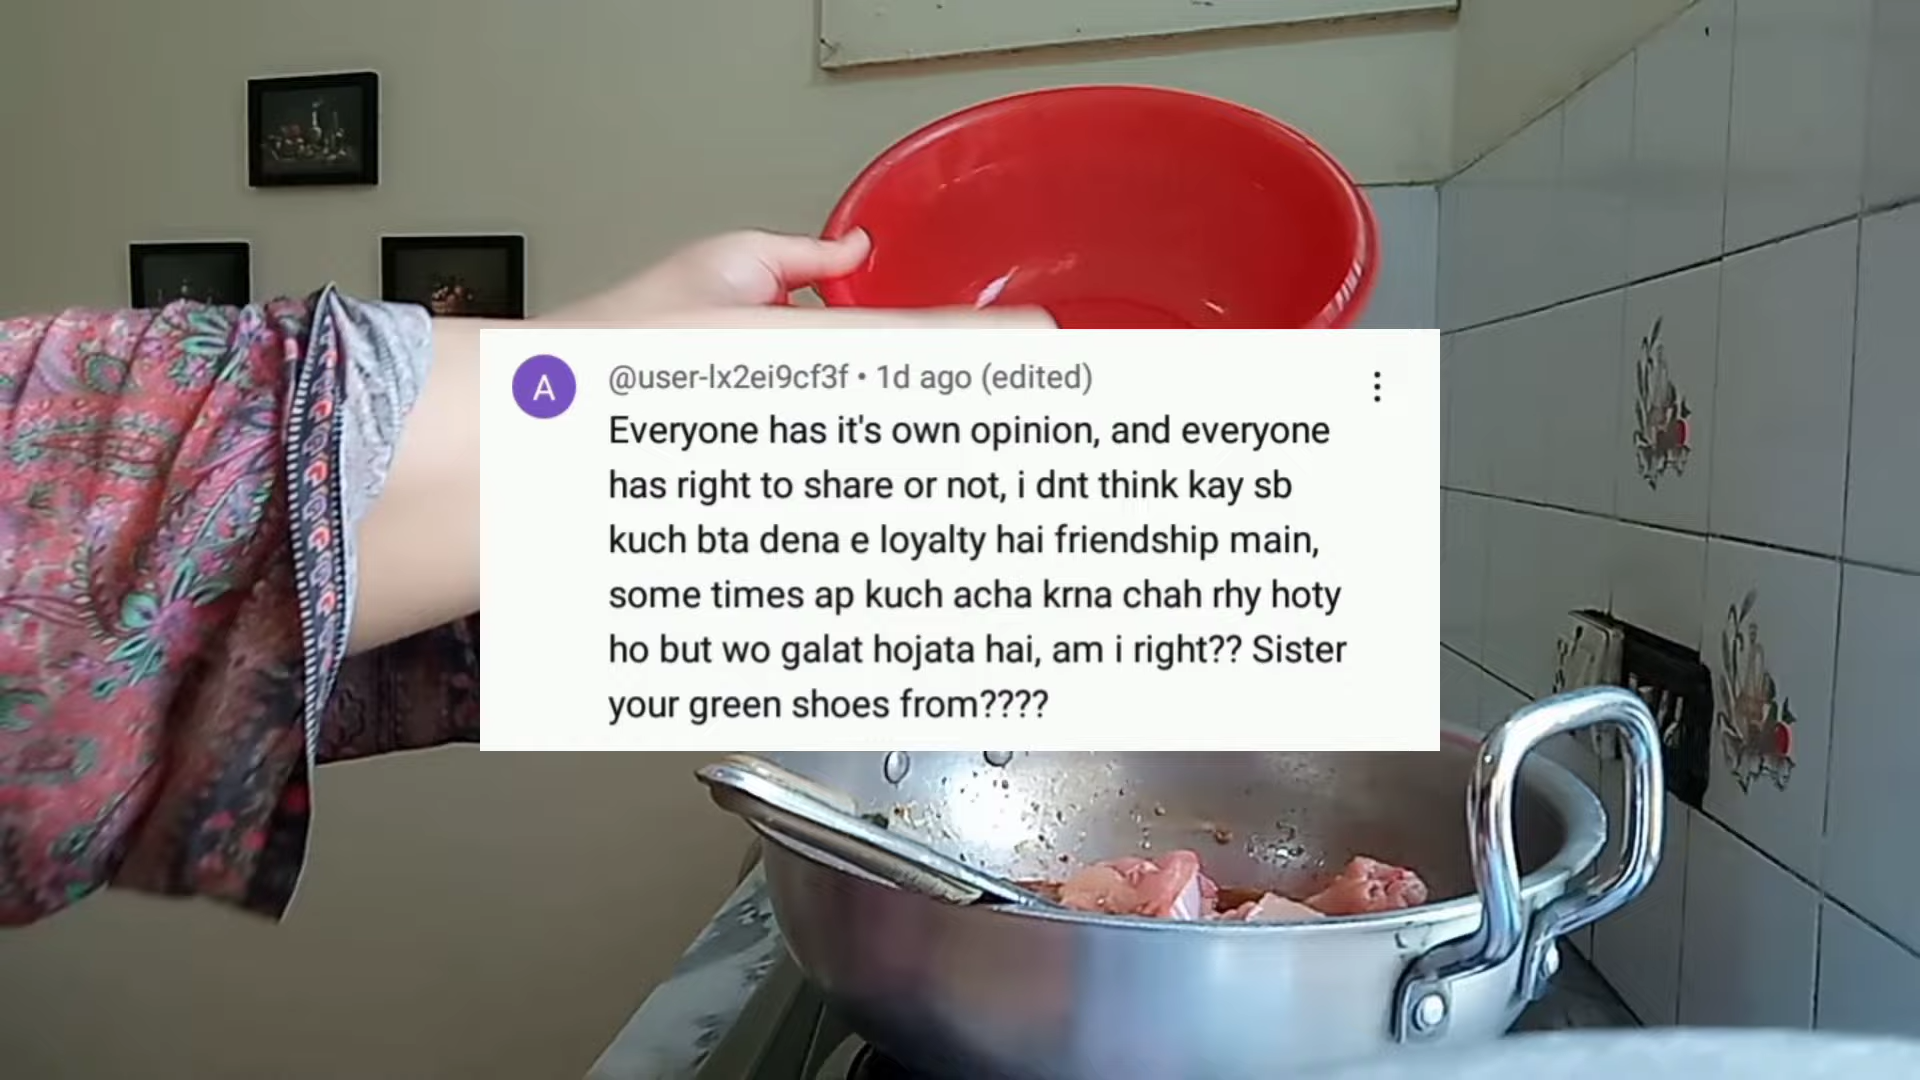 A
@user-lx2ei9cf3f • 1d ago (edited)
Everyone has it's own opinion, and everyone
has right to share or not, i dnt think kay sb
kuch bta dena e loyalty hai friendship main,
some times ap kuch acha krna chah rhy hoty
ho but wo galat hojata hai, am i right?? Sister
your green shoes from????